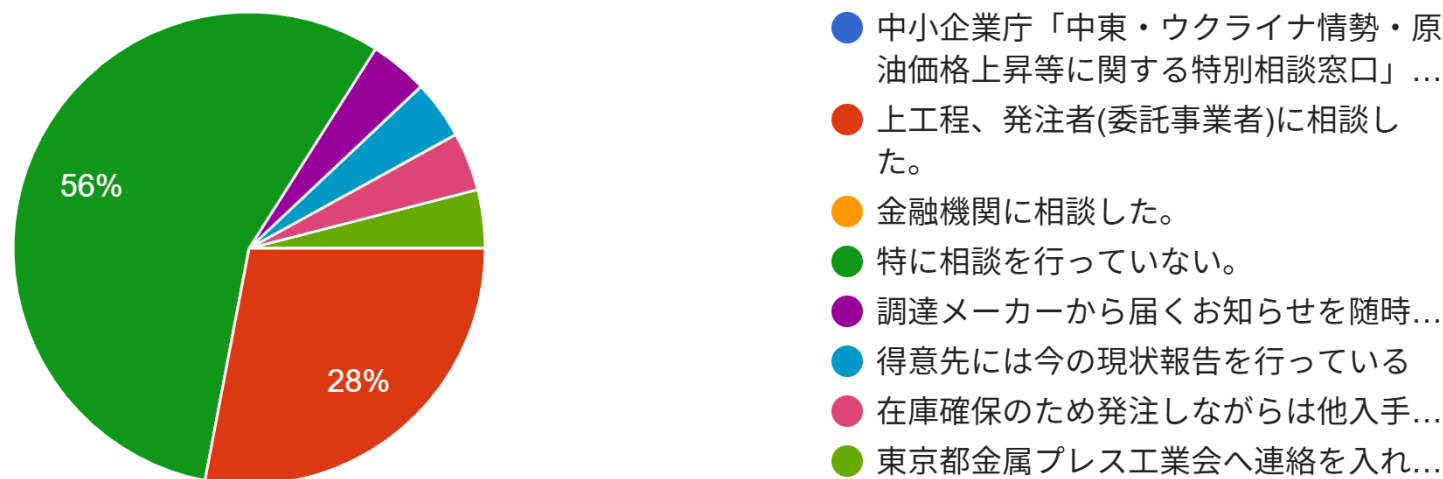 56%
28%
中小企業庁「中東・ウクライナ情勢・原
油価格上昇等に関する特別相談窓口」…
上工程、発注者(委託事業者)に相談し
た。
金融機関に相談した。
特に相談を行っていない。
調達メーカーから届くお知らせを随時…
得意先には今の現状報告を行っている
在庫確保のため発注しながらは他入手…
東京都金属プレス工業会へ連絡を入れ…